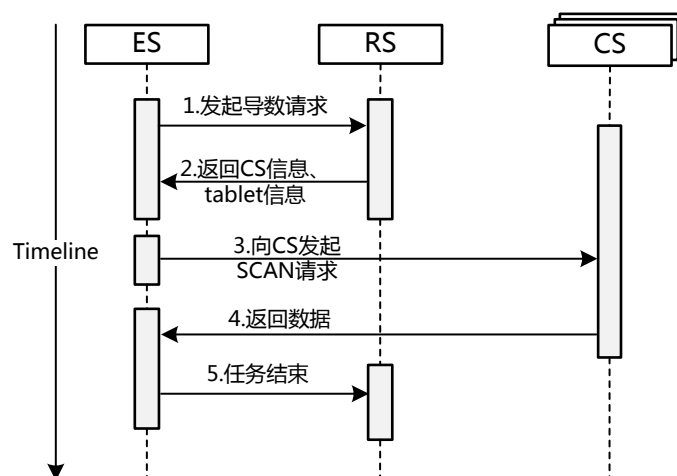 ES
RS
CS
1.发起导数请求
2.返回CS信息、
tablet信息
Timeline
3.向CS发起
SCAN请求
4.返回数据
5.任务结束